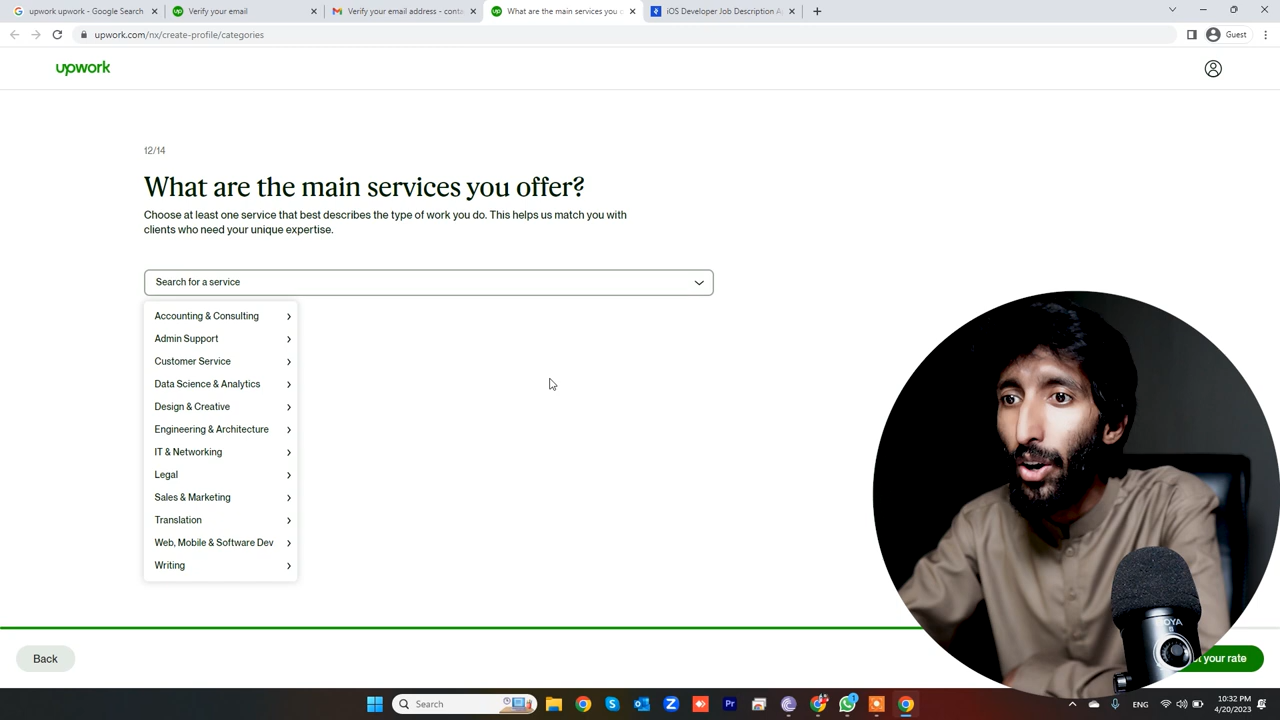 upwork upwork - Google Search
Verify your email
Verify your email address - conta
What are the main services you o
iOS Developer Job Description
upwork.com/nx/create-profile/categories
Guest
upwork
12/14
What are the main services you offer?
Choose at least one service that best describes the type of work you do. This helps us match you with
clients who need your unique expertise.
Search for a service
Accounting & Consulting
Admin Support
Customer Service
Data Science & Analytics
Design & Creative
Engineering & Architecture
IT & Networking
Legal
Sales & Marketing
Translation
Web, Mobile & Software Dev
Writing
Back
your rate
OYA
Search
Pr
1
ENG
10:32 PM
4/20/2023